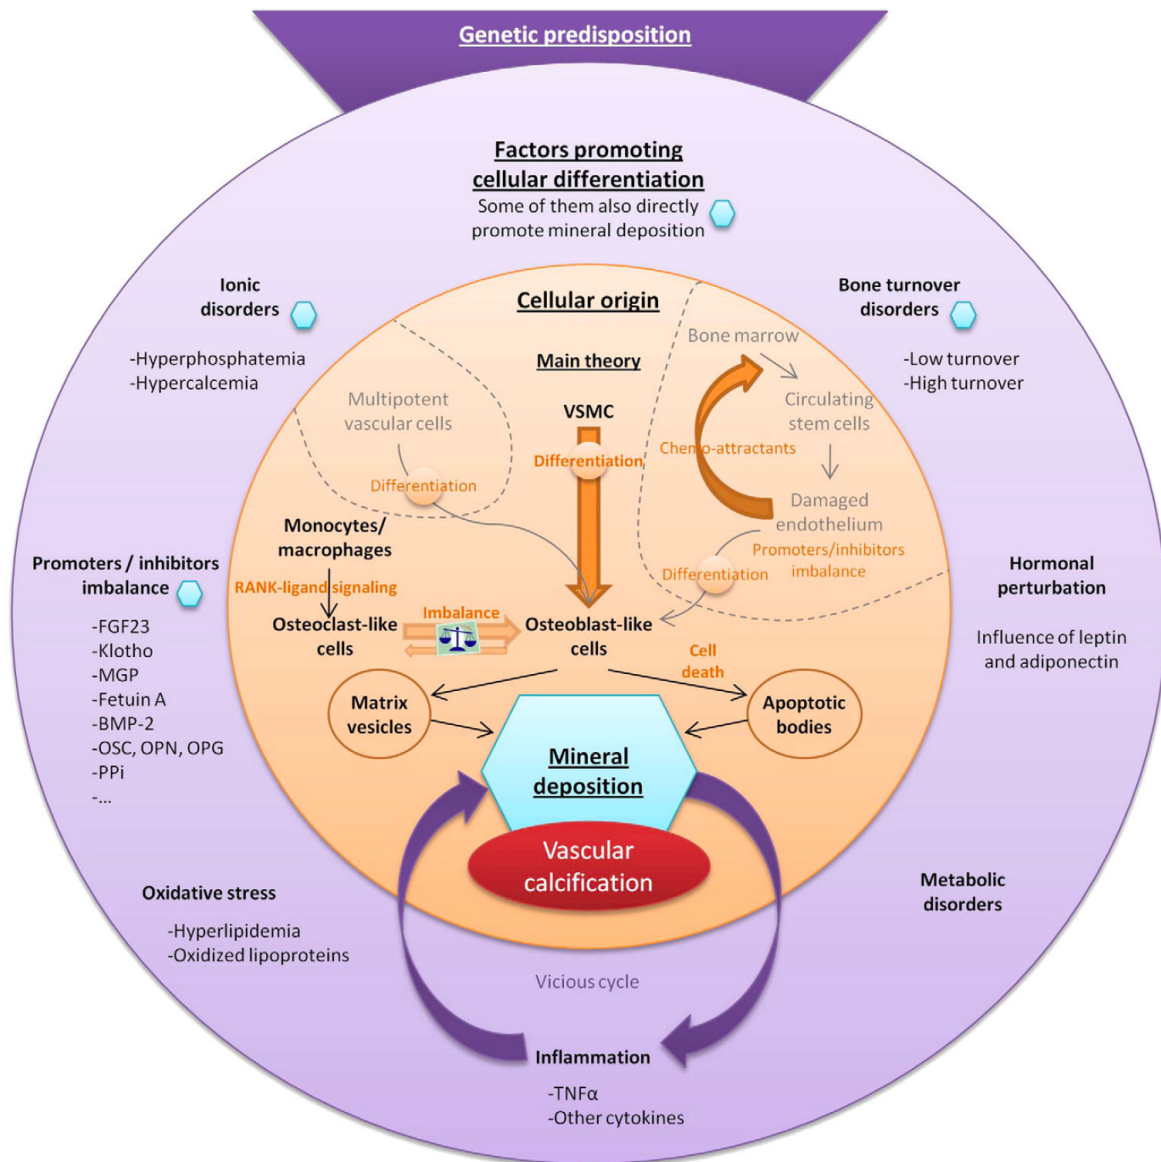 Genetic predisposition
Factors promoting
cellular differentiation
Some of them also directly
promote mineral deposition
Ionic
disorders
-Hyperphosphatemia
-Hypercalcemia
Bone turnover
disorders
-Low turnover
-High turnover
Cellular origin
Main theory
VSMC
Differentiation
Multipotent
vascular cells
Differentiation
Bone marrow
Circulating
stem cells
Chemo-attractants
Damaged
endothelium
Promoters/inhibitors
imbalance
Differentiation
Monocytes/
macrophages
RANK-ligand signaling
Osteoclast-like
cells
Imbalance
Osteoblast-like
cells
Cell
death
Matrix
vesicles
Apoptotic
bodies
Mineral
deposition
Vascular
calcification
Promoters / inhibitors
imbalance
-FGF23
-Klotho
-MGP
-Fetuin A
-BMP-2
-OSC, OPN, OPG
-PPi
-...
Hormonal
perturbation
Influence of leptin
and adiponectin
Oxidative stress
-Hyperlipidemia
-Oxidized lipoproteins
Metabolic
disorders
Vicious cycle
Inflammation
-TNFα
-Other cytokines